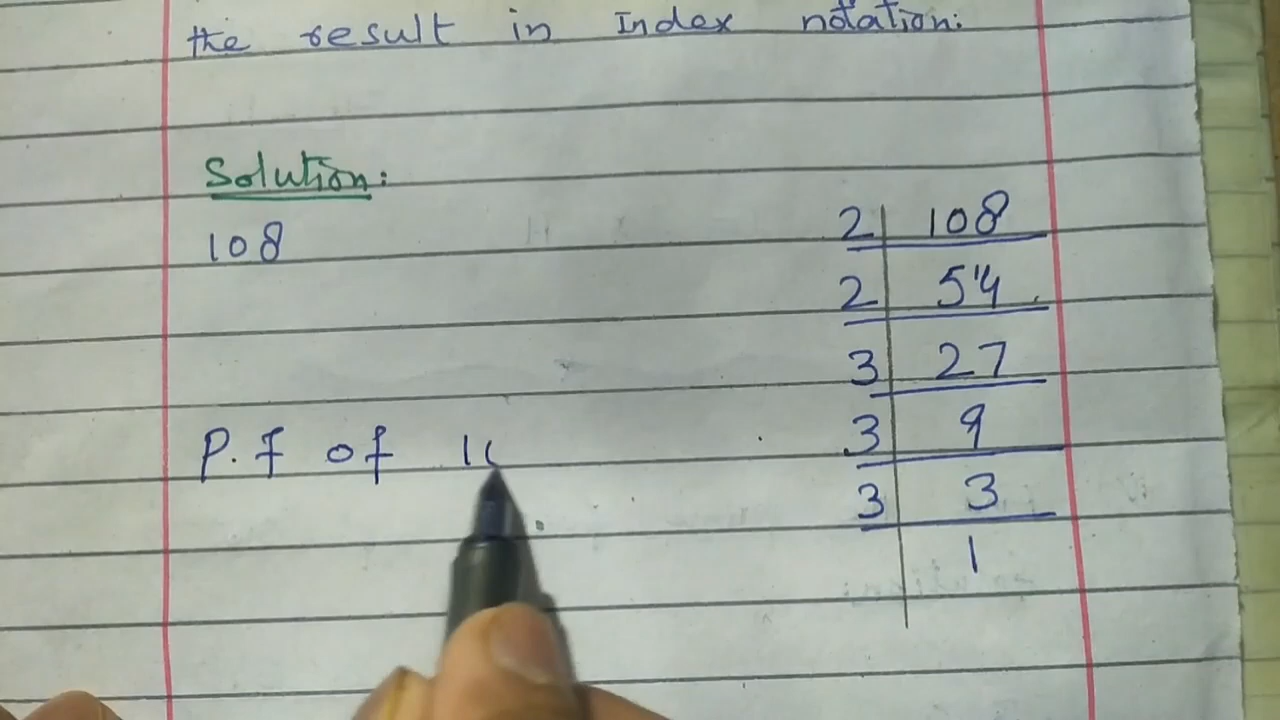 the result in Index notation:
Solution:
108
P.f of 10
2 108
2 54
3 27
3 9
3 3
1